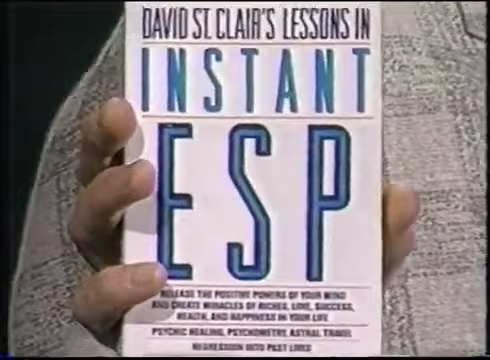 DAVID ST. CLAIR'S LESSONS IN
INSTANT
ESP
RELEASE THE POSITIVE POWERS OF YOUR MIND
AND CREATE MIRACLES OF RICHES, LOVE, SUCCESS,
HEALTH, AND HAPPINESS IN YOUR LIFE
PSYCHIC HEALING, PSYCHOMETRY, ASTRAL TRAVEL
REGRESSION INTO PAST LIVES